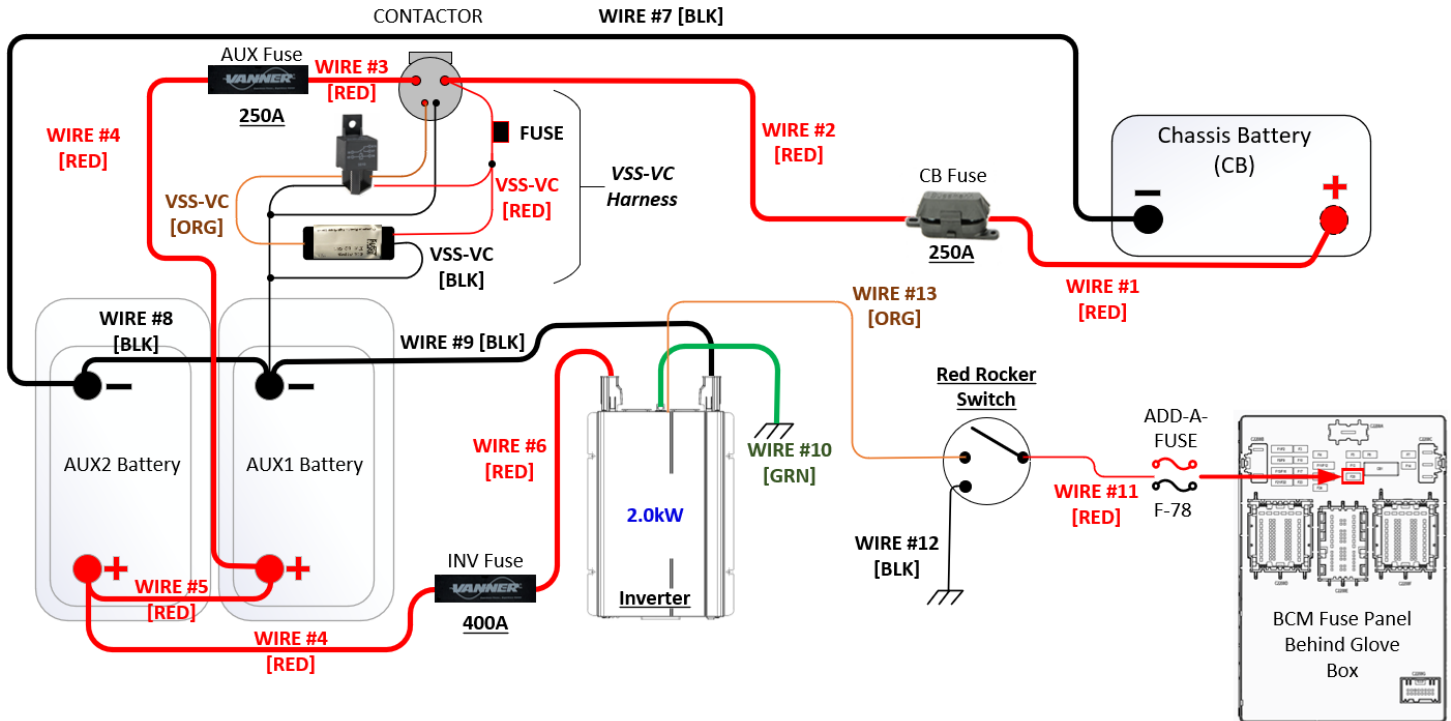 CONTACTOR
WIRE #7 [BLK]
AUX Fuse
VANNER
250A
WIRE #3
[RED]
WIRE #4
[RED]
FUSE
VSS-VC
[ORG]
VSS-VC
[RED]
VSS-VC
[BLK]
VSS-VC
Harness
WIRE #2
[RED]
CB Fuse
250A
Chassis Battery
(CB)
WIRE #1
[RED]
WIRE #8
[BLK]
WIRE #9 [BLK]
WIRE #13
[ORG]
AUX2 Battery
AUX1 Battery
WIRE #5
[RED]
WIRE #4
[RED]
WIRE #6
[RED]
INV Fuse
VANNER
400A
2.0kW
Inverter
WIRE #10
[GRN]
Red Rocker
Switch
WIRE #12
[BLK]
WIRE #11
[RED]
ADD-A-
FUSE
F-78
BCM Fuse Panel
Behind Glove
Box